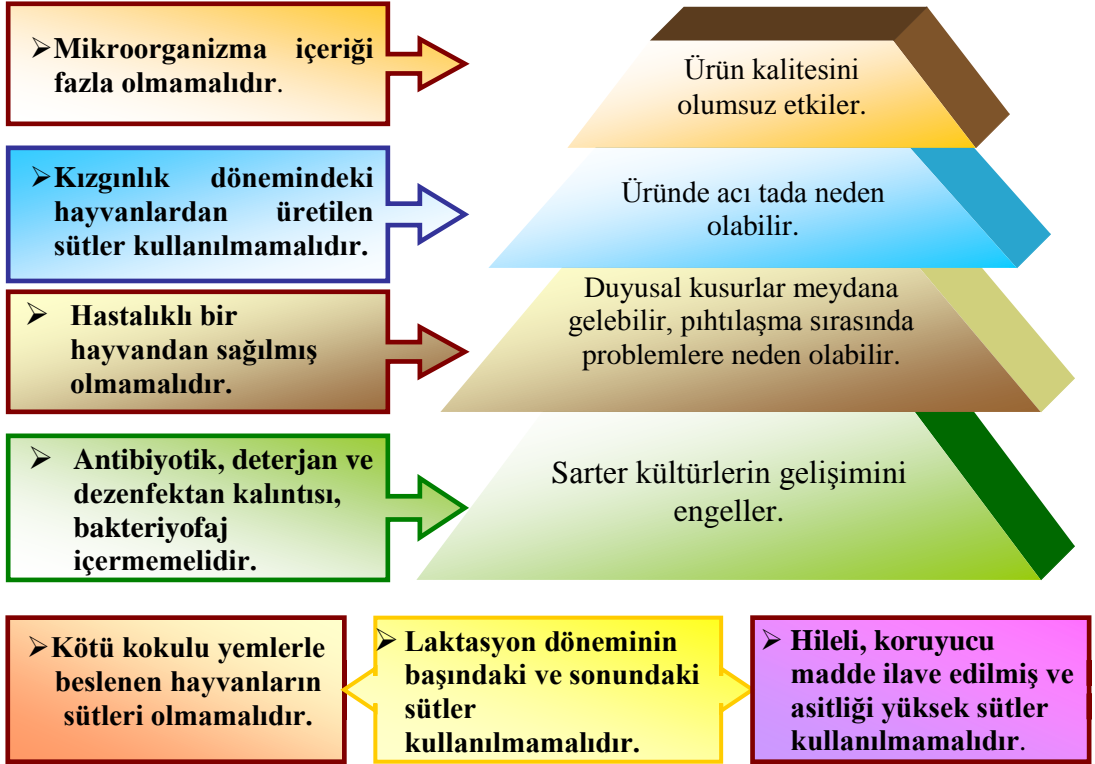 ➢Mikroorganizma içeriği
fazla olmamalıdır.
Ürün kalitesini
olumsuz etkiler.
➢Kızgınlık dönemindeki
hayvanlardan üretilen
sütler kullanılmamalıdır.
Üründe acı tada neden
olabilir.
➢ Hastalıklı bir
hayvandan sağılmış
olmamalıdır.
Duyusal kusurlar meydana
gelebilir, pıhtılaşma sırasında
problemlere neden olabilir.
➢ Antibiyotik, deterjan ve
dezenfektan kalıntısı,
bakteriyofaj
içermemelidir.
Sarter kültürlerin gelişimini
engeller.
➢Kötü kokulu yemlerle
beslenen hayvanların
sütleri olmamalıdır.
➢ Laktasyon döneminin
başındaki ve sonundaki
sütler
kullanılmamalıdır.
➢ Hileli, koruyucu
madde ilave edilmiş ve
asitliği yüksek sütler
kullanılmamalıdır.